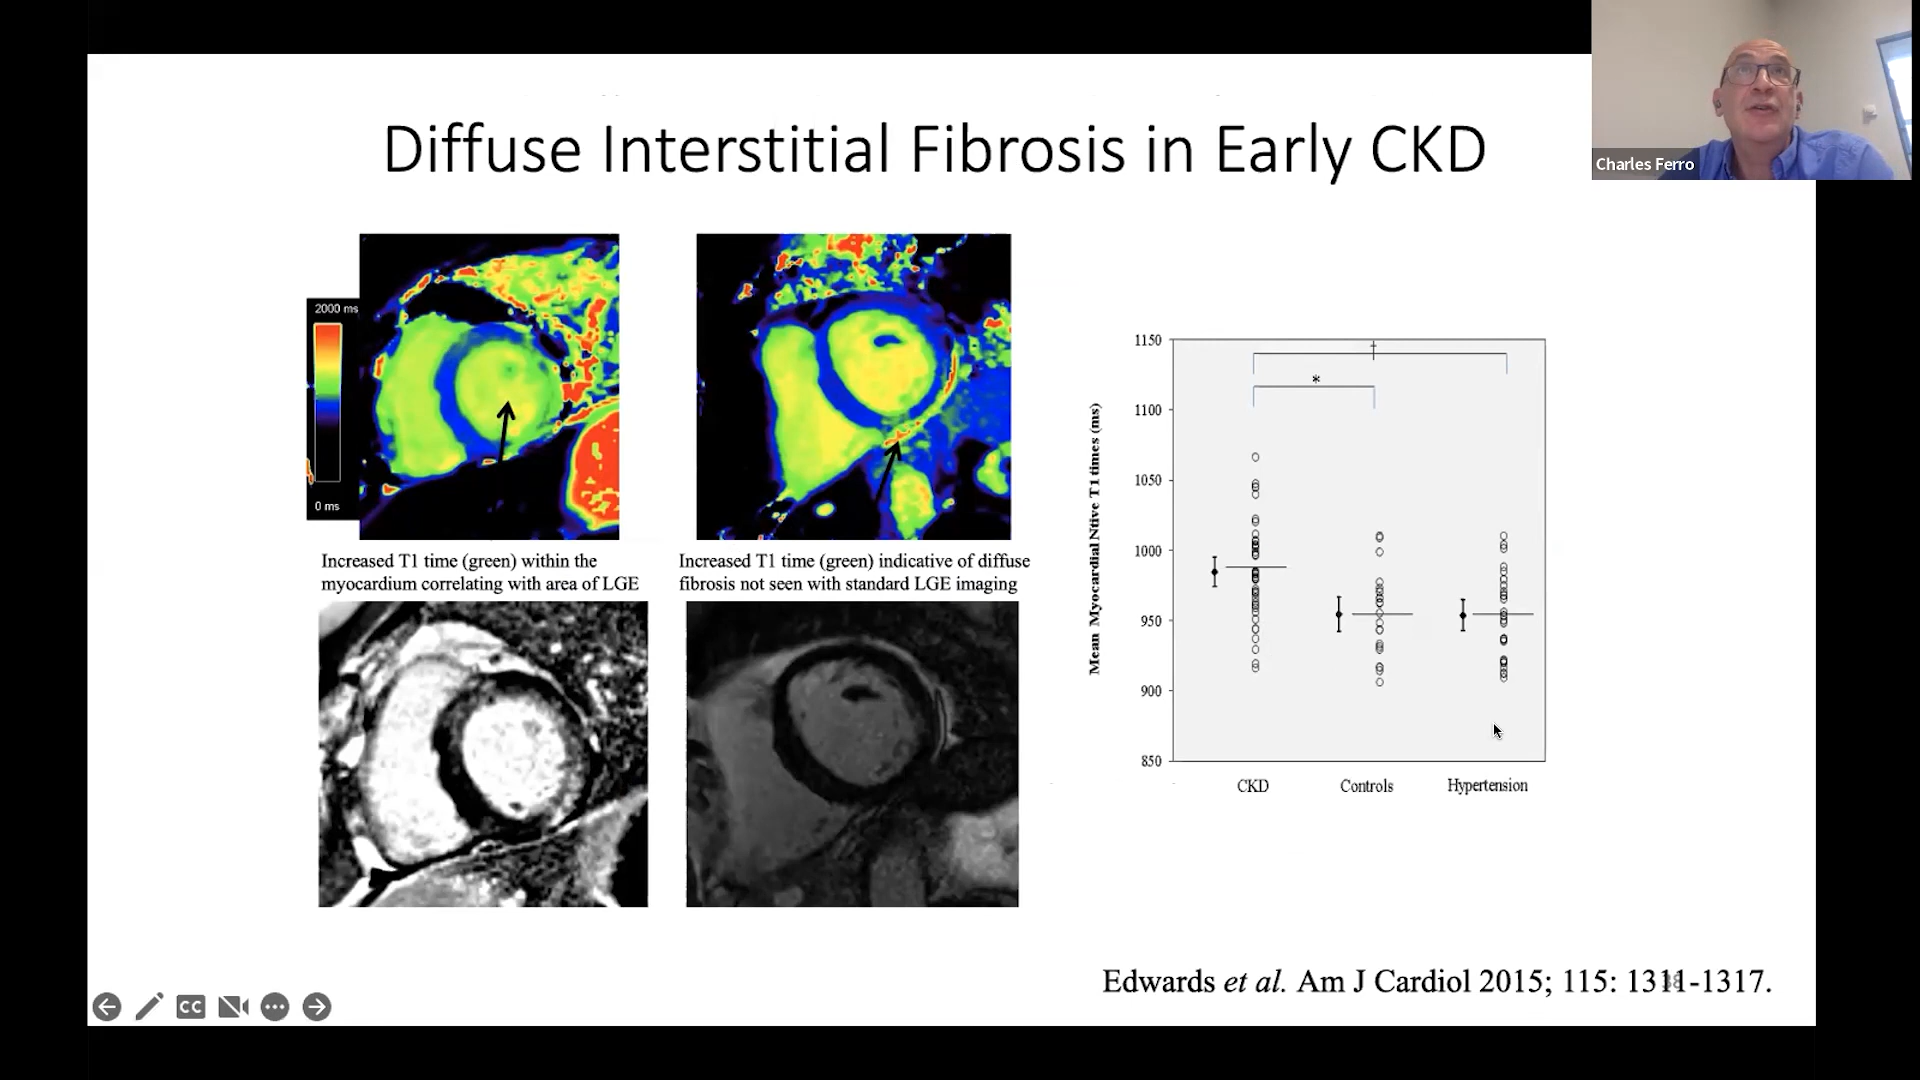 Charles Ferro
Diffuse Interstitial Fibrosis in Early CKD
2000 ms
0 ms
Increased T1 time (green) within the
myocardium correlating with area of LGE
Increased T1 time (green) indicative of diffuse
fibrosis not seen with standard LGE imaging
Mean Myocardial Ntive T1 times (ms)
1150
1100
1050
1000
950
900
850
†
*
CKD Controls Hypertension
Edwards et al. Am J Cardiol 2015; 115: 1311-1317.
CC